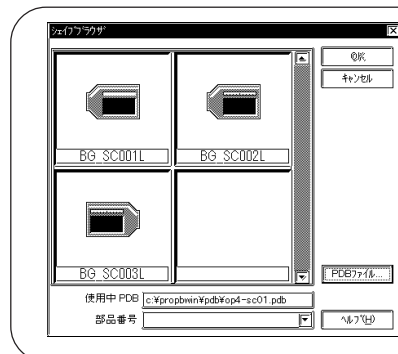 ｼｪｲﾌﾟﾌﾞﾗｳｻﾞ
OK
ｷｬﾝｾﾙ
BG_SC001L
BG_SC002L
BG_SC003L
PDBﾌｧｲﾙ...
使用中 PDB
c:¥propbwin¥pdb¥op4-sc01.pdb
部品番号
ﾍﾙﾌﾟ(H)